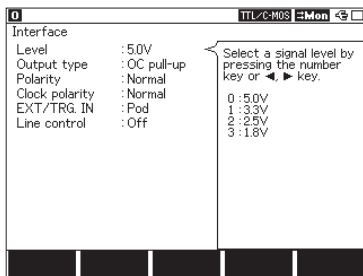 0 TTL/C-MOS ⇄Mon
Interface
Level : 5.0V
Output type : OC pull-up
Polarity : Normal
Clock polarity : Normal
EXT/TRG. IN : Pod
Line control : Off
Select a signal level by
pressing the number
key or ◀, ▶ key.
0 : 5.0V
1 : 3.3V
2 : 2.5V
3 : 1.8V